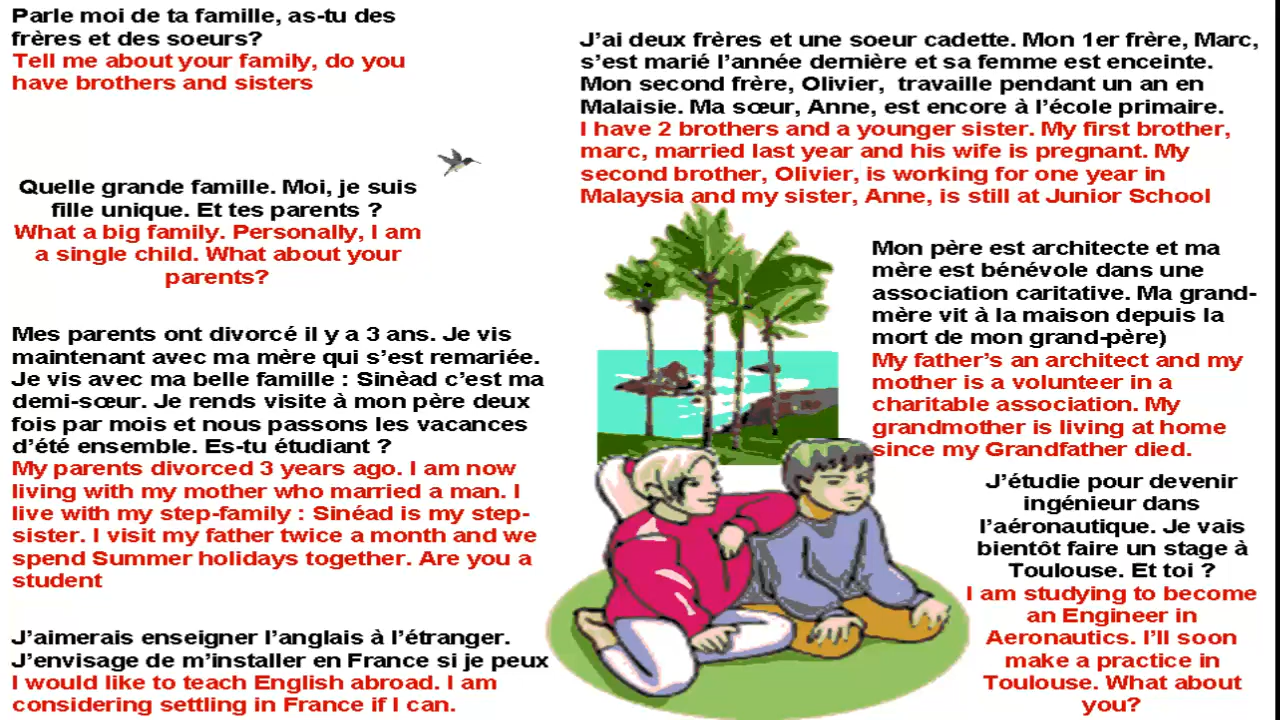 Parle moi de ta famille, as-tu des
frères et des soeurs?
Tell me about your family, do you
have brothers and sisters
J’ai deux frères et une soeur cadette. Mon 1er frère, Marc,
s’est marié l’année dernière et sa femme est enceinte.
Mon second frère, Olivier, travaille pendant un an en
Malaisie. Ma sœur, Anne, est encore à l’école primaire.
I have 2 brothers and a younger sister. My first brother,
marc, married last year and his wife is pregnant. My
second brother, Olivier, is working for one year in
Malaysia and my sister, Anne, is still at Junior School
Quelle grande famille. Moi, je suis
fille unique. Et tes parents ?
What a big family. Personally, I am
a single child. What about your
parents?
Mon père est architecte et ma
mère est bénévole dans une
association caritative. Ma grand-
mère vit à la maison depuis la
mort de mon grand-père)
My father’s an architect and my
mother is a volunteer in a
charitable association. My
grandmother is living at home
since my Grandfather died.
Mes parents ont divorcé il y a 3 ans. Je vis
maintenant avec ma mère qui s’est remariée.
Je vis avec ma belle famille : Sinèad c’est ma
demi-sœur. Je rends visite à mon père deux
fois par mois et nous passons les vacances
d’été ensemble. Es-tu étudiant ?
My parents divorced 3 years ago. I am now
living with my mother who married a man. I
live with my step-family : Sinéad is my step-
sister. I visit my father twice a month and we
spend Summer holidays together. Are you a
student
J’étudie pour devenir
ingénieur dans
l’aéronautique. Je vais
bientôt faire un stage à
Toulouse. Et toi ?
I am studying to become
an Engineer in
Aeronautics. I’ll soon
make a practice in
Toulouse. What about
you?
J’aimerais enseigner l’anglais à l’étranger.
J’envisage de m’installer en France si je peux
I would like to teach English abroad. I am
considering settling in France if I can.